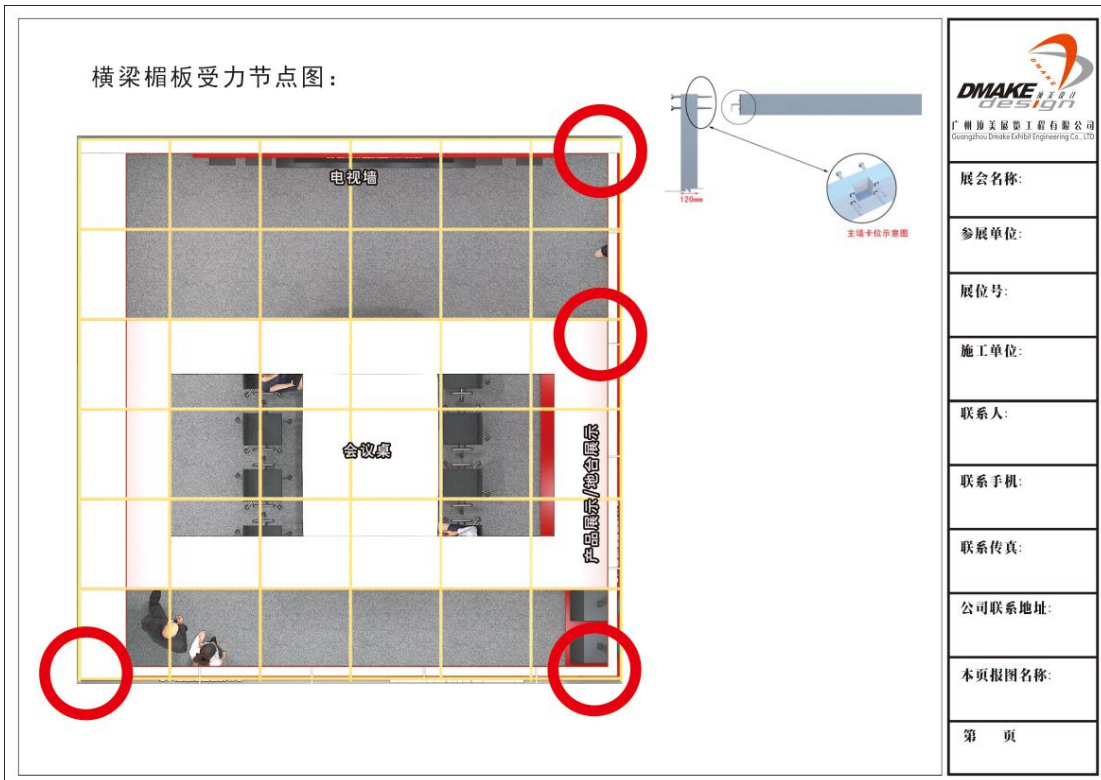 横梁楣板受力节点图：
电视墙
会议桌
产品展示/地台展示
120mm
主墙卡位示意图
DMAKE
DMAKE 顶美设计
design
广州顶美展览工程有限公司
Guangzhou Dmake Exhibit Engineering Co., LTD
展会名称:
参展单位:
展位号:
施工单位:
联系人:
联系手机:
联系传真:
公司联系地址:
本页报图名称:
第 页